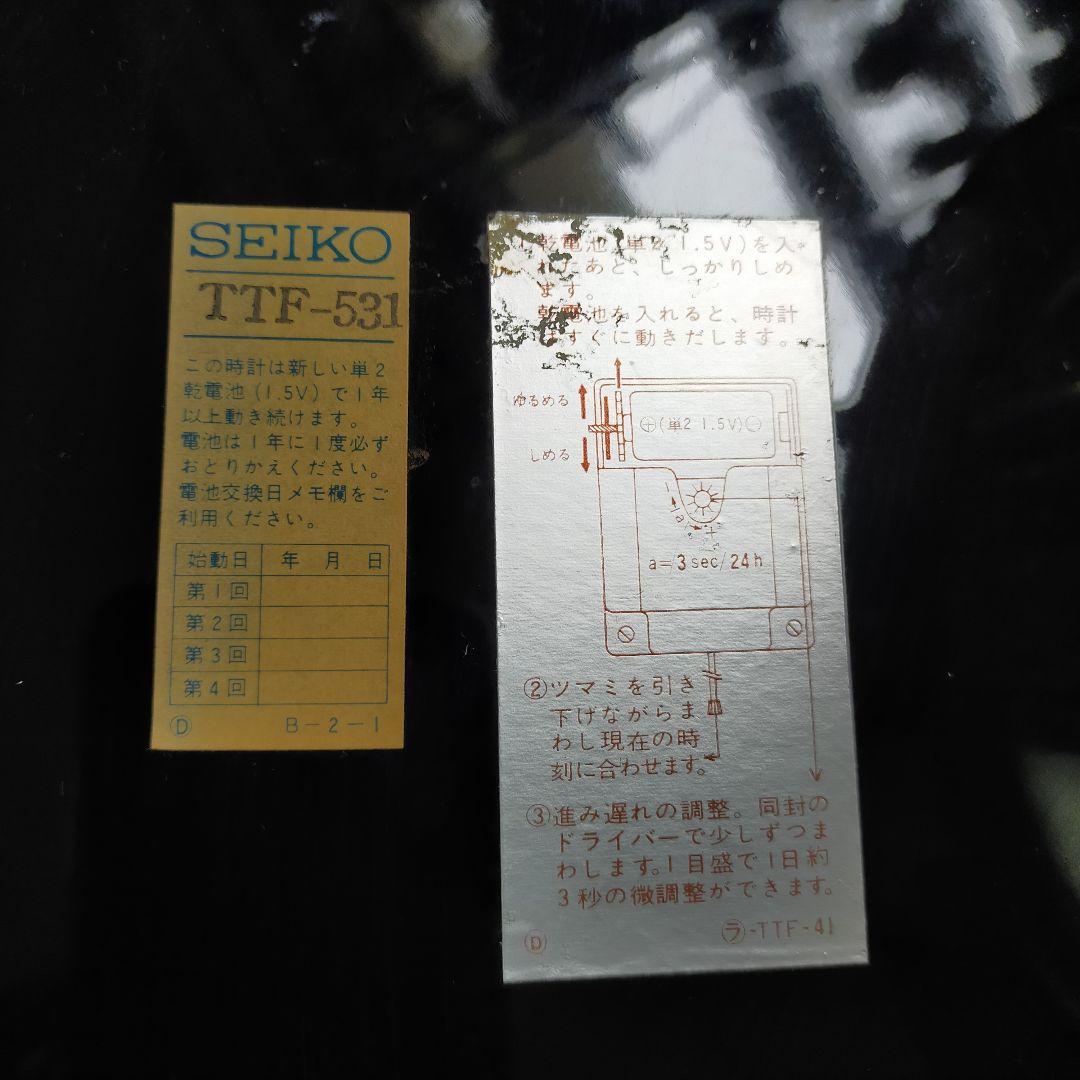 SEIKO
TTF-531
この時計は新しい単2
乾電池(1.5V)で1年
以上動き続けます。
電池は1年に1度必ず
おとりかえください。
電池交換日メモ欄をご
利用ください。
始動日 年 月 日
第1回
第2回
第3回
第4回
Ⓓ B-2-1
乾電池(単2 1.5V)を入
れたあと、しっかりしめ
ます。
乾電池を入れると、時計
はすぐに動きだします。
ゆるめる
しめる
⊕(単2 1.5V)⊖
- a +
a=3sec/24h
②ツマミを引き
下げながらま
わし現在の時
刻に合わせます。
③進み遅れの調整。同封の
ドライバーで少しずつま
わします。1目盛で1日約
3秒の微調整ができます。
Ⓓ ㋶-TTF-41